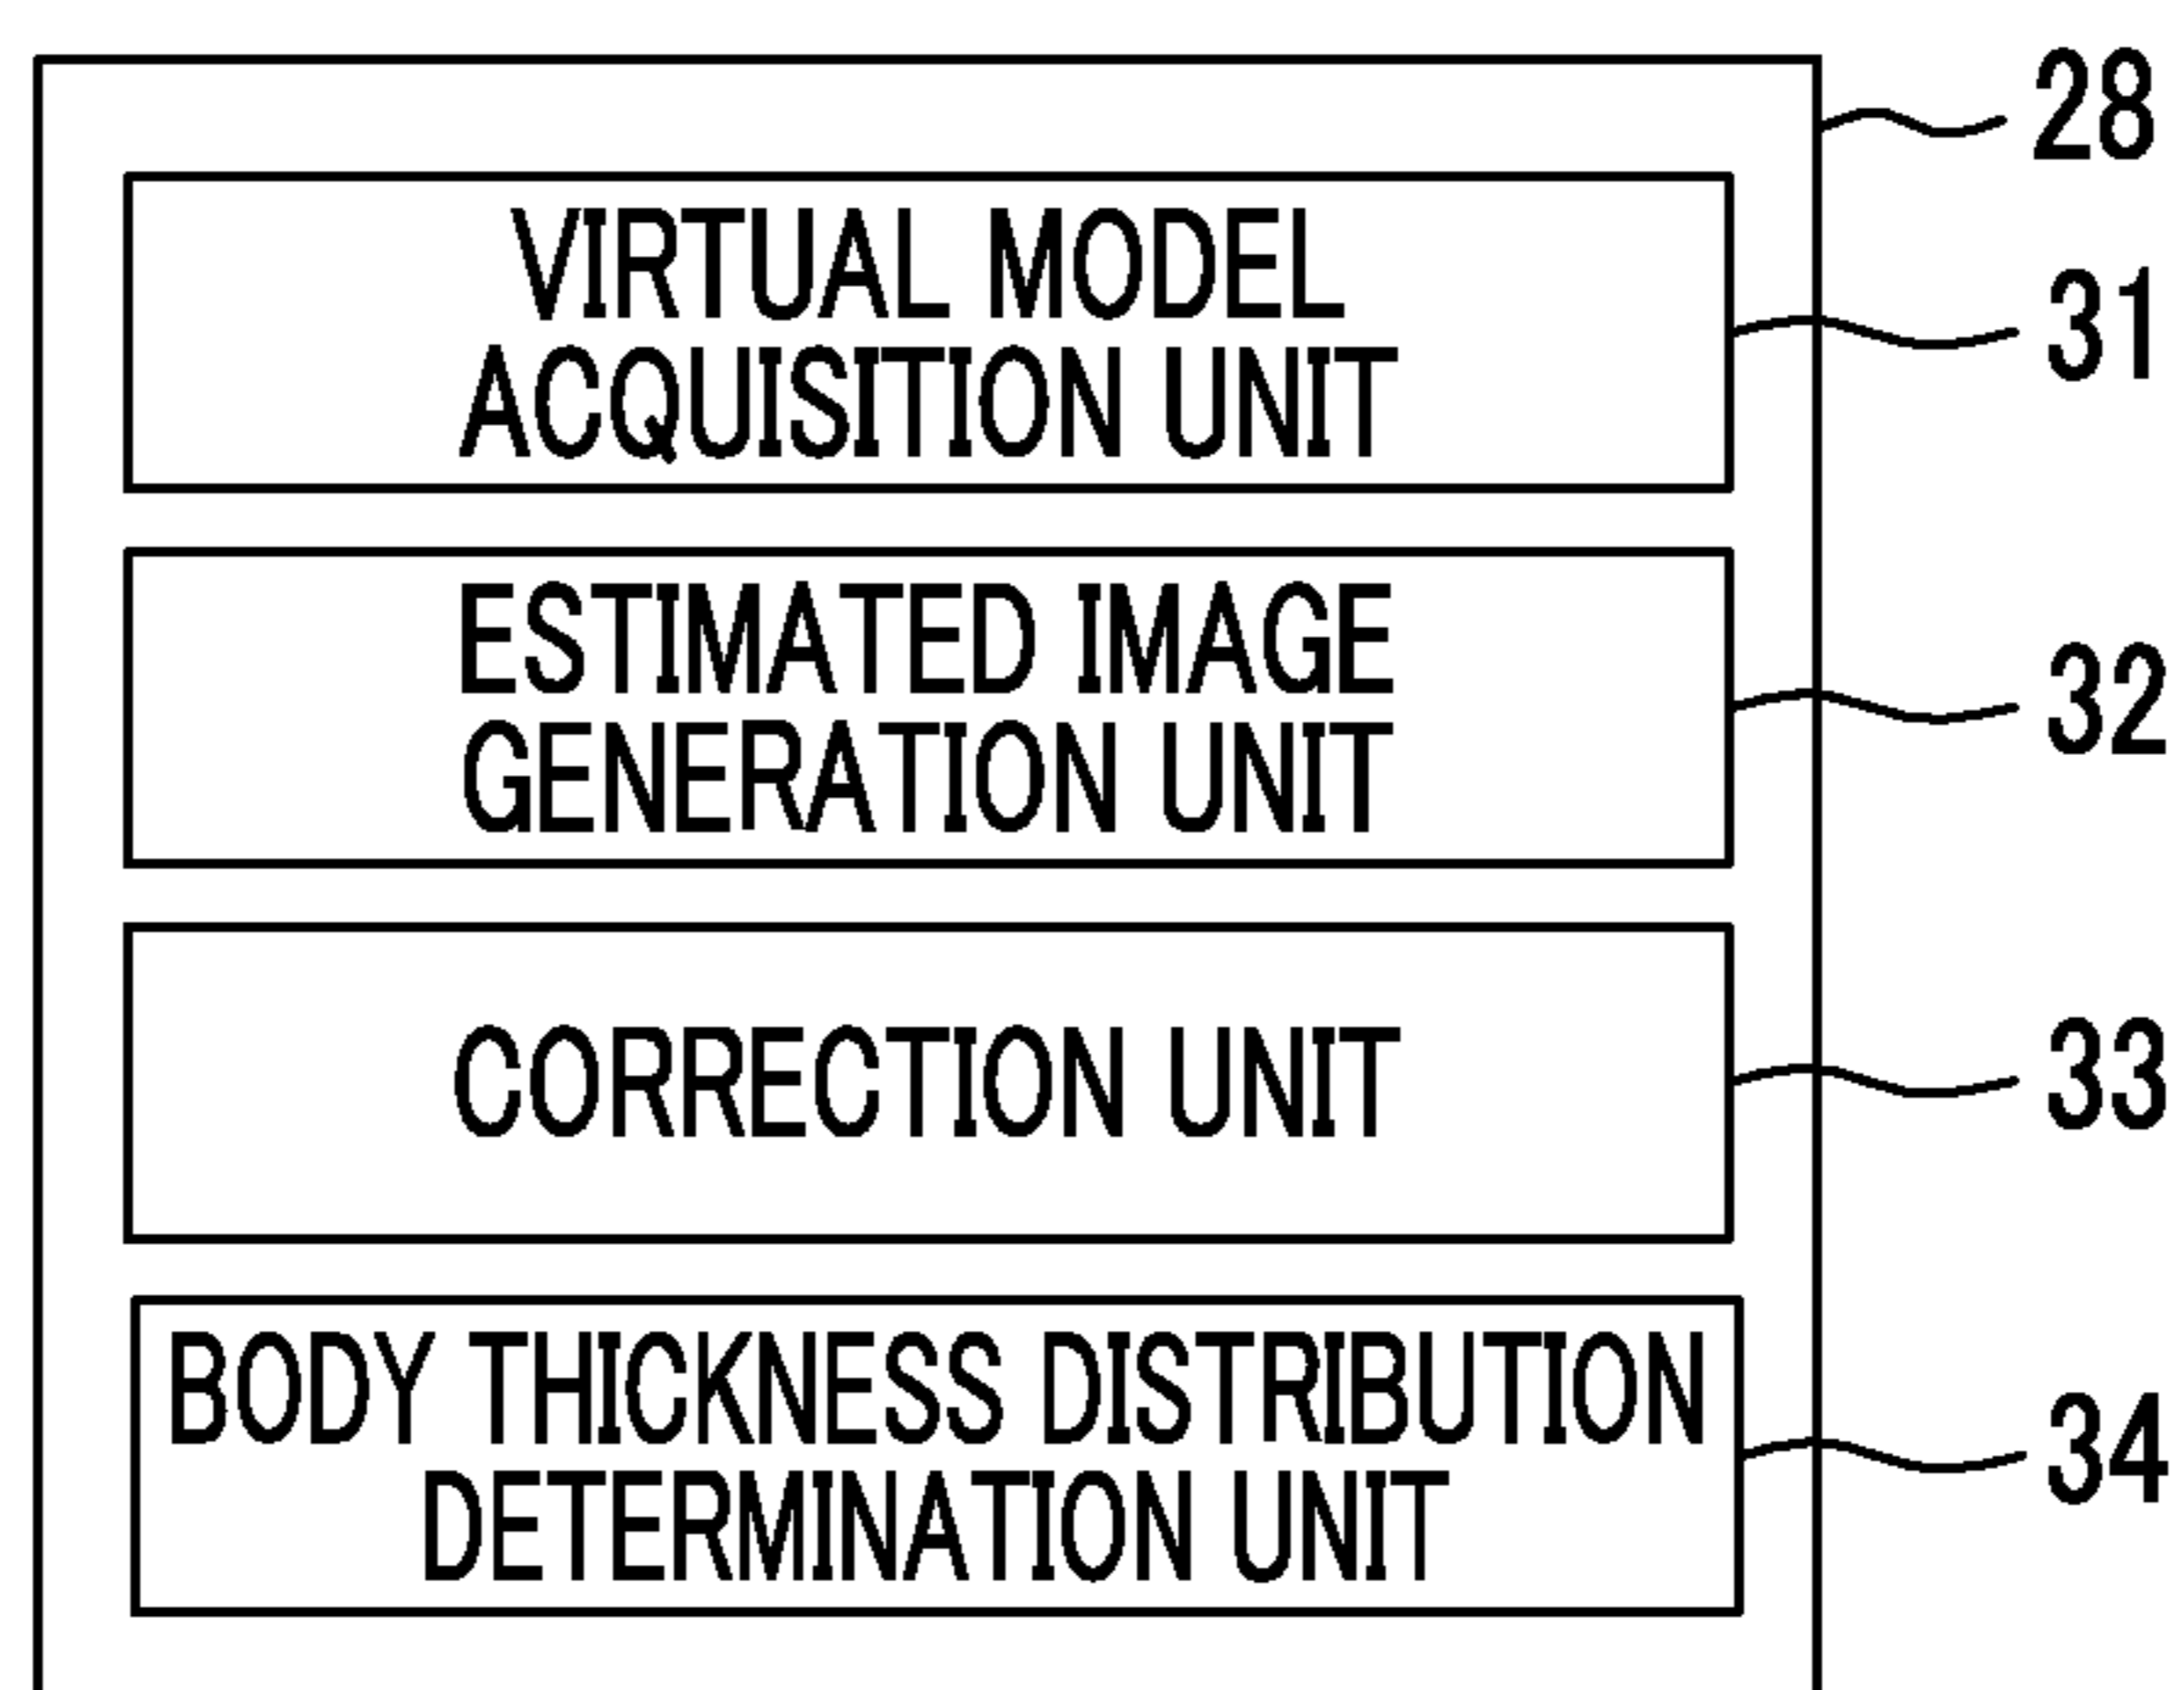 28
VIRTUAL MODEL
ACQUISITION UNIT
31
ESTIMATED IMAGE
GENERATION UNIT
32
CORRECTION UNIT
33
BODY THICKNESS DISTRIBUTION
DETERMINATION UNIT
34